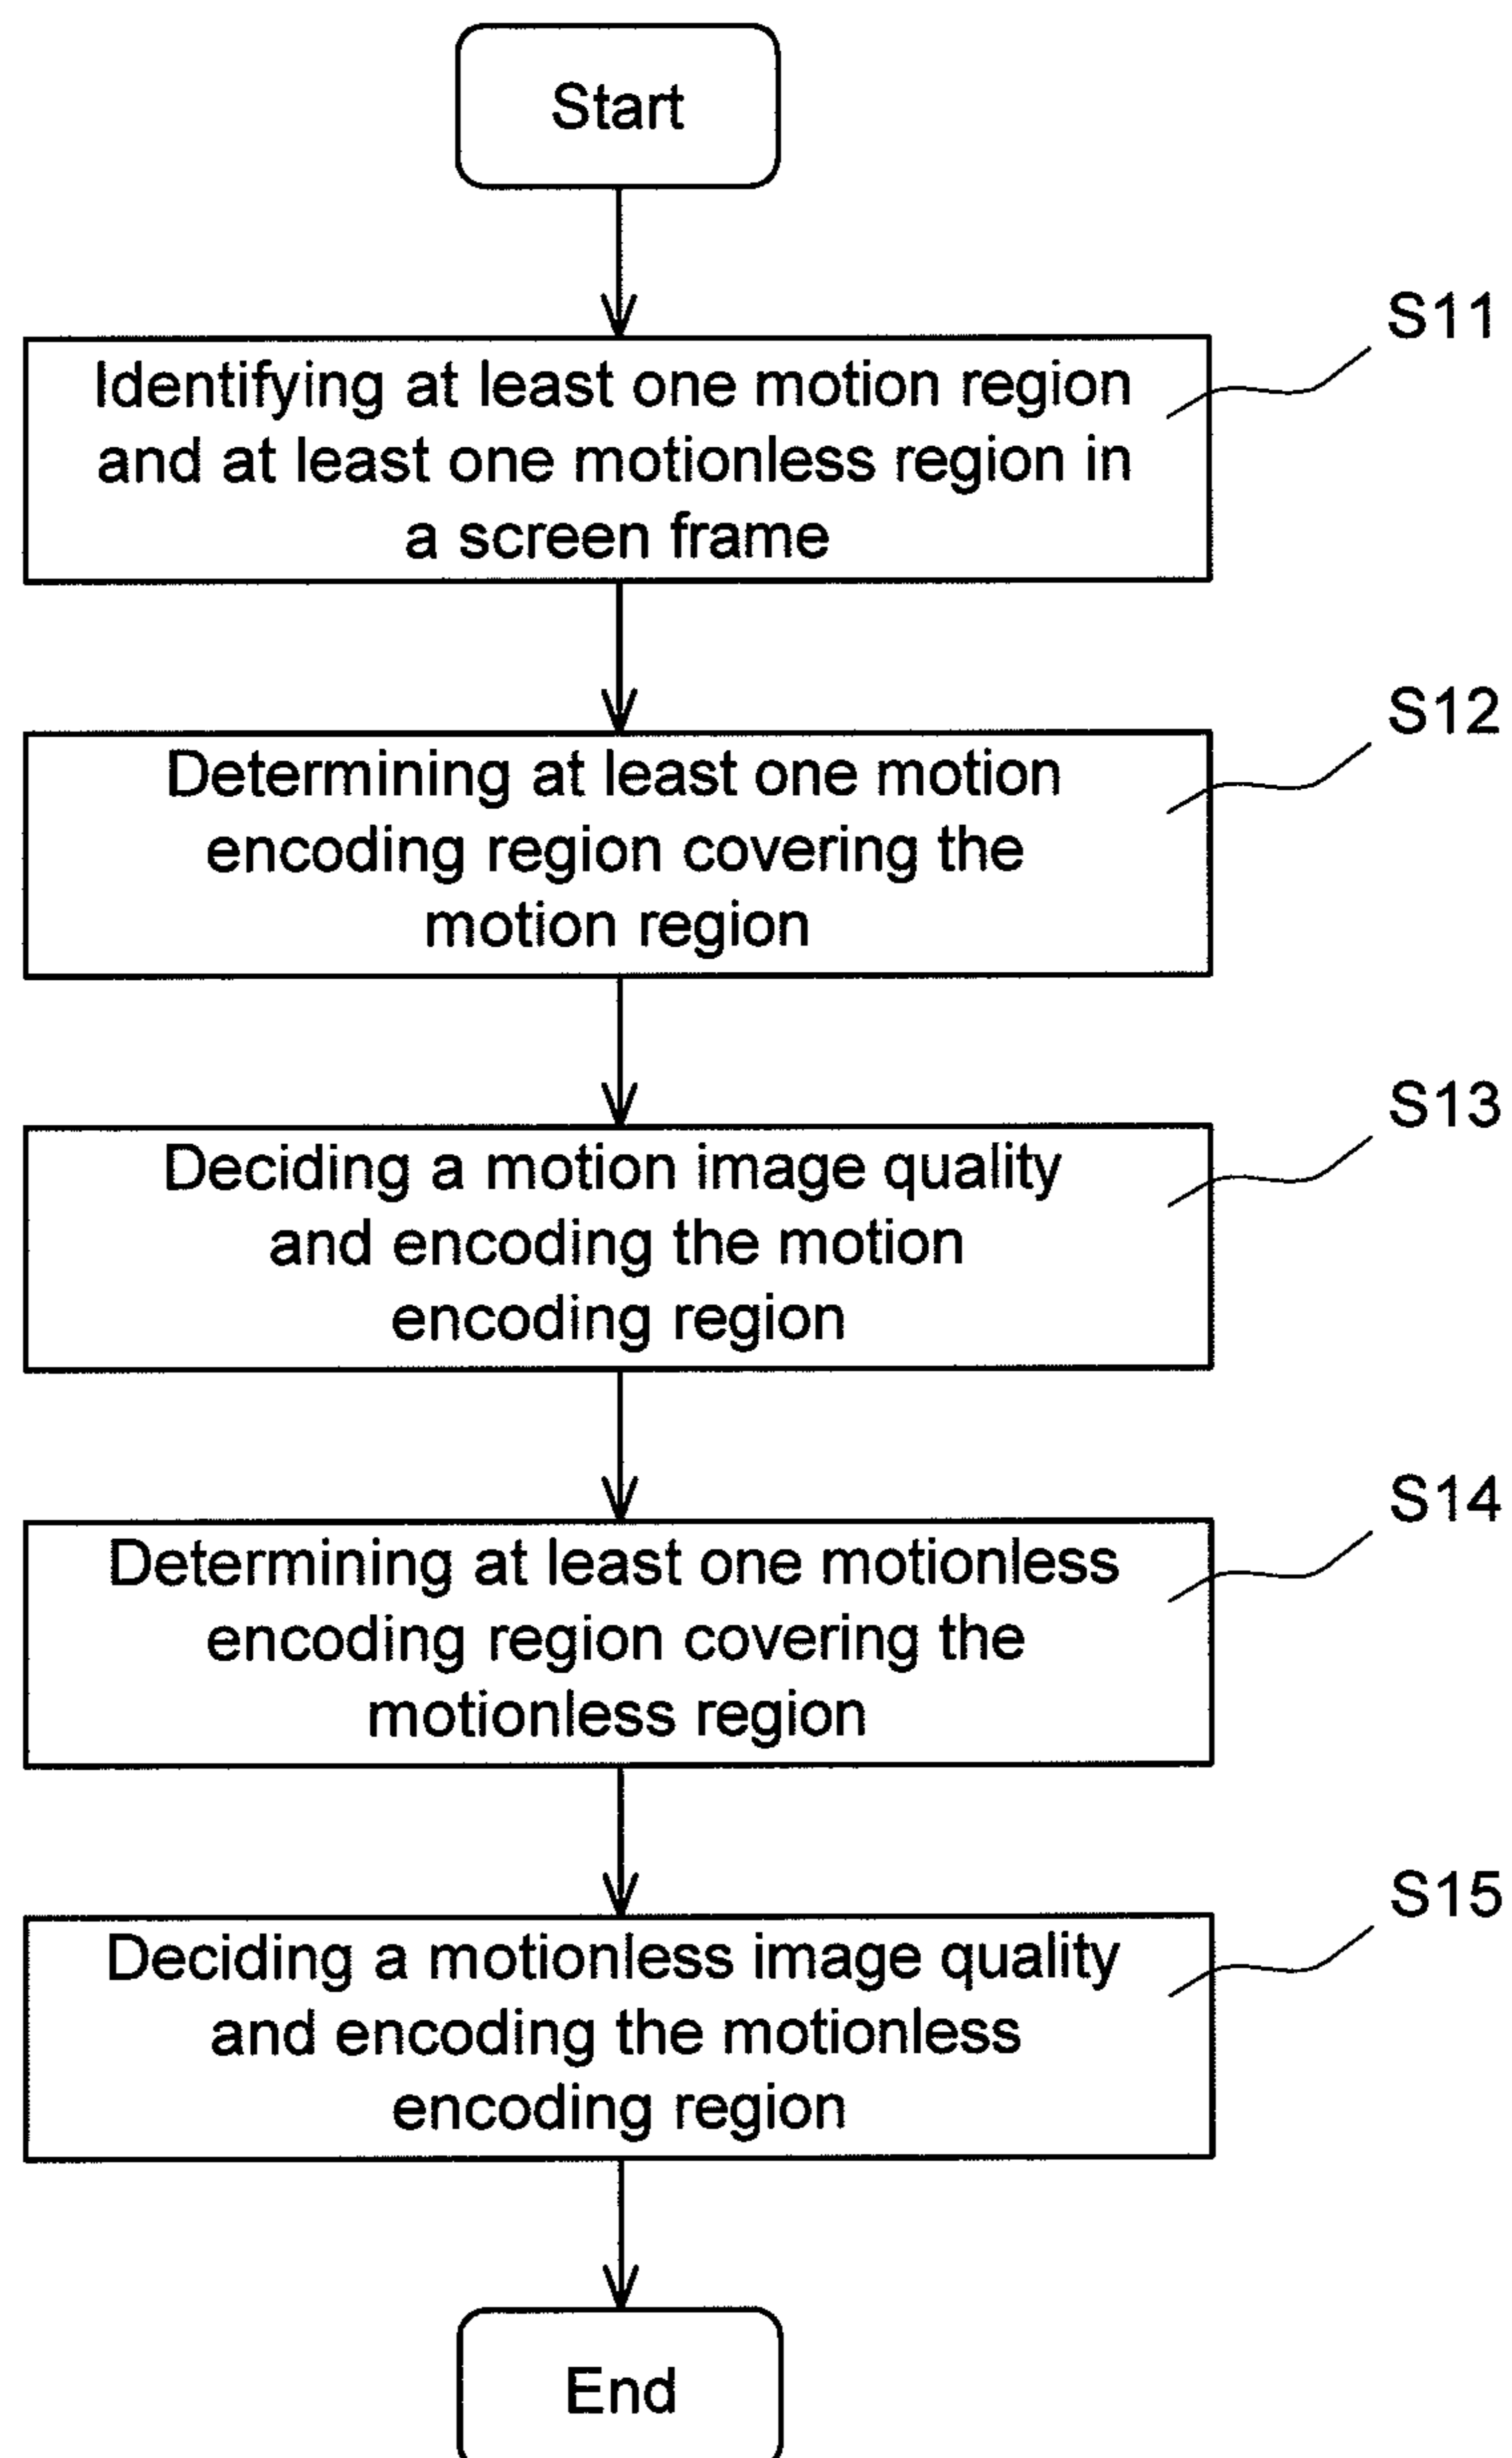 Start
S11
Identifying at least one motion region
and at least one motionless region in
a screen frame
S12
Determining at least one motion
encoding region covering the
motion region
S13
Deciding a motion image quality
and encoding the motion
encoding region
S14
Determining at least one motionless
encoding region covering the
motionless region
S15
Deciding a motionless image quality
and encoding the motionless
encoding region
End